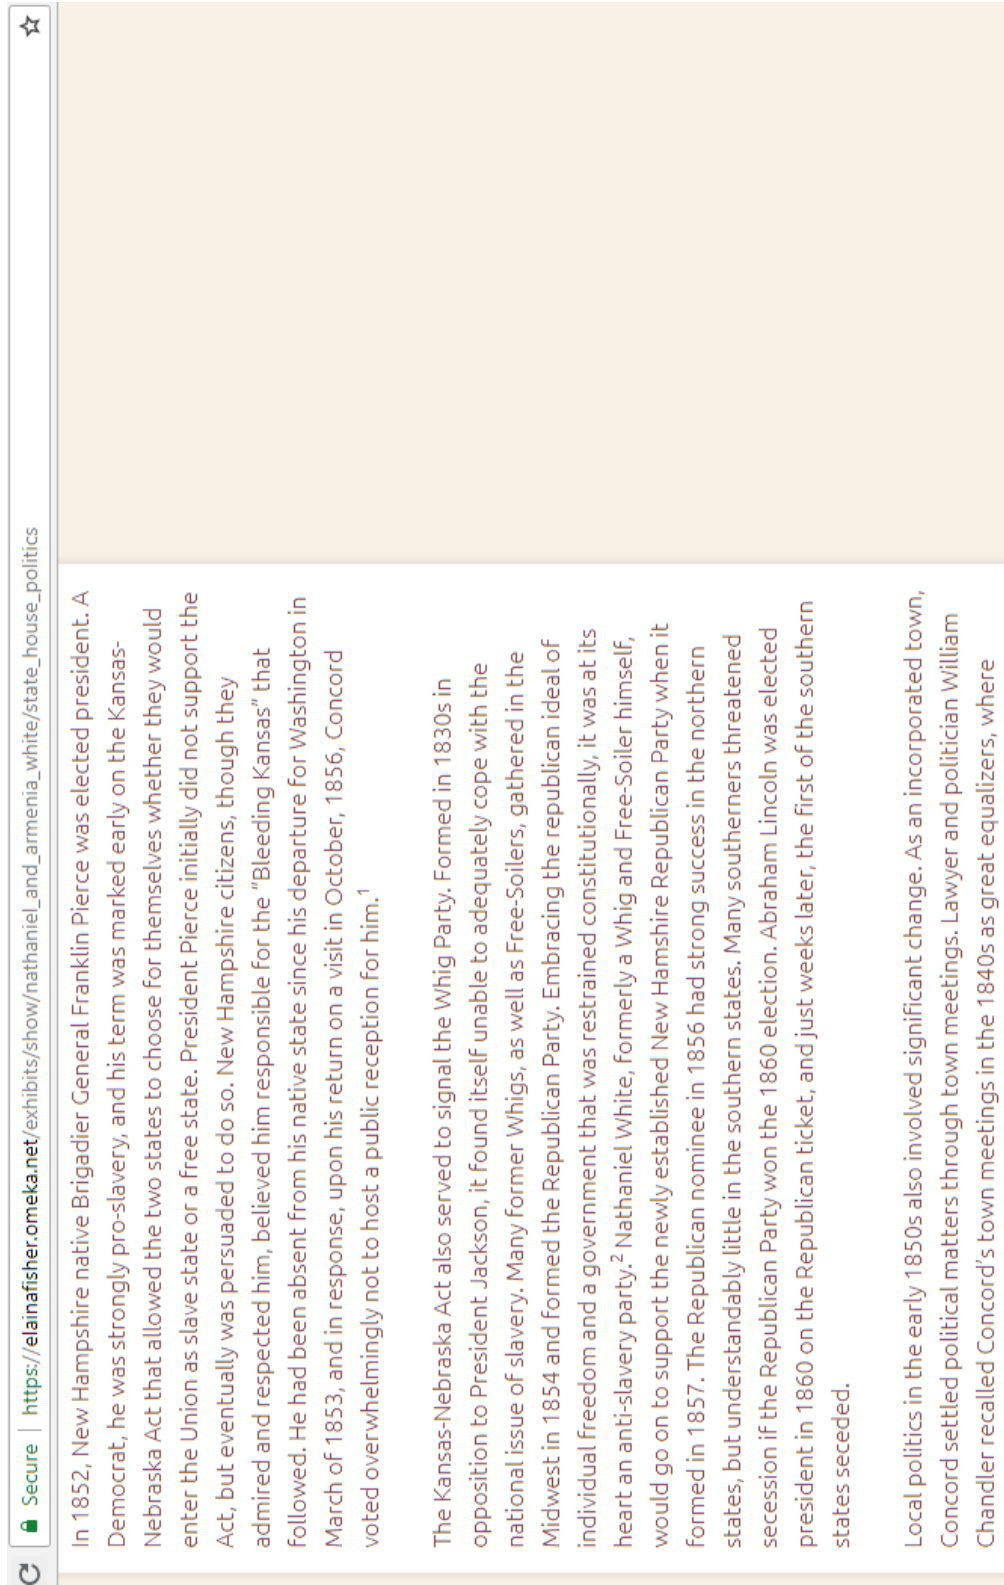 Secure | https://elainafisher.omeka.net/exhibits/show/nathaniel_and_armenia_white/state_house_politics
In 1852, New Hampshire native Brigadier General Franklin Pierce was elected president. A
Democrat, he was strongly pro-slavery, and his term was marked early on the Kansas-
Nebraska Act that allowed the two states to choose for themselves whether they would
enter the Union as slave state or a free state. President Pierce initially did not support the
Act, but eventually was persuaded to do so. New Hampshire citizens, though they
admired and respected him, believed him responsible for the "Bleeding Kansas" that
followed. He had been absent from his native state since his departure for Washington in
March of 1853, and in response, upon his return on a visit in October, 1856, Concord
voted overwhelmingly not to host a public reception for him.1
The Kansas-Nebraska Act also served to signal the Whig Party. Formed in 1830s in
opposition to President Jackson, it found itself unable to adequately cope with the
national issue of slavery. Many former Whigs, as well as Free-Soilers, gathered in the
Midwest in 1854 and formed the Republican Party. Embracing the republican ideal of
individual freedom and a government that was restrained constitutionally, it was at its
heart an anti-slavery party.2 Nathaniel White, formerly a Whig and Free-Soiler himself,
would go on to support the newly established New Hamshire Republican Party when it
formed in 1857. The Republican nominee in 1856 had strong success in the northern
states, but understandably little in the southern states. Many southerners threatened
secession if the Republican Party won the 1860 election. Abraham Lincoln was elected
president in 1860 on the Republican ticket, and just weeks later, the first of the southern
states seceded.
Local politics in the early 1850s also involved significant change. As an incorporated town,
Concord settled political matters through town meetings. Lawyer and politician William
Chandler recalled Concord's town meetings in the 1840s as great equalizers, where